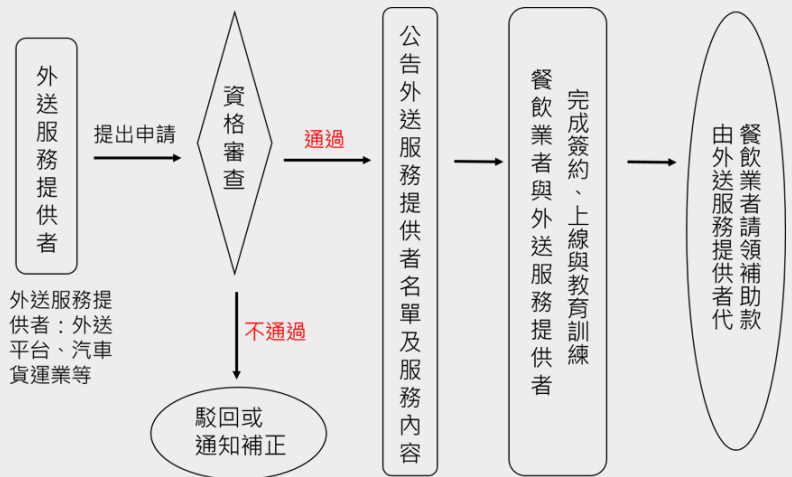 外送服務提供者
外送服務提
供者：外送
平台、汽車
貨運業等
提出申請
資格審查
通過
不通過
駁回或
通知補正
公告外送服務提供者名單及服務內容
餐飲業者與外送服務提供者
完成簽約、上線與教育訓練
由外送服務提供者代
餐飲業者請領補助款